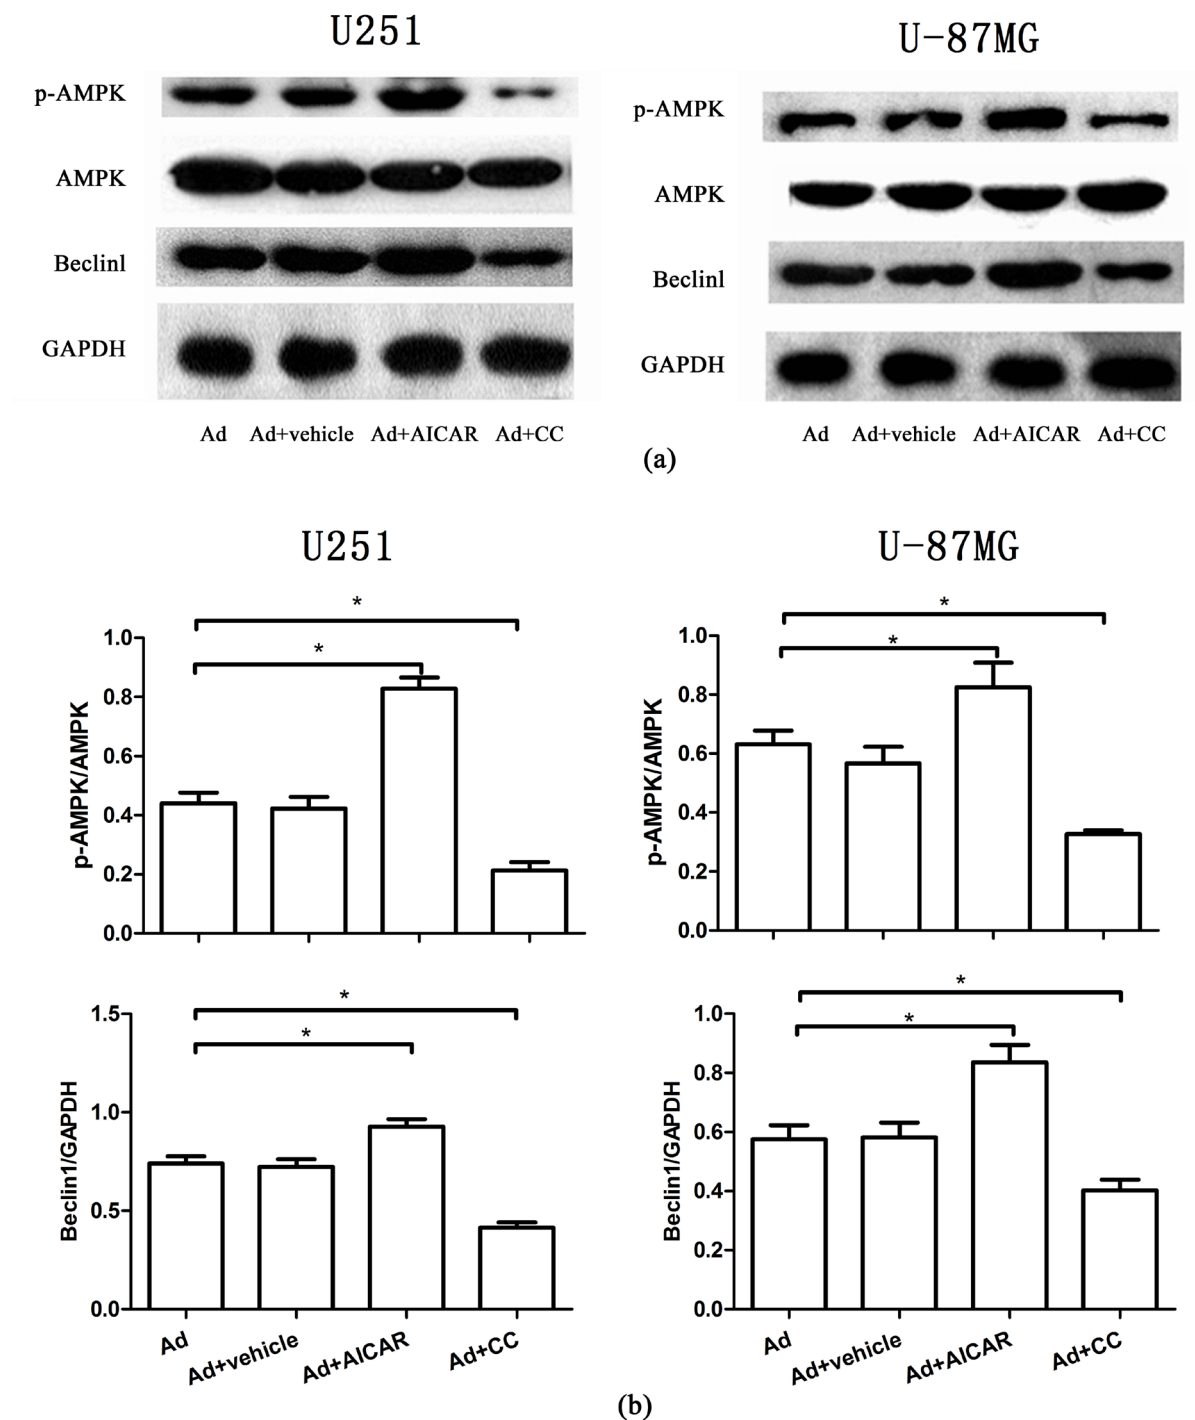 U251
U-87MG
p-AMPK
AMPK
Beclinl
GAPDH
Ad Ad+vehicle Ad+AICAR Ad+CC
p-AMPK
AMPK
Beclinl
GAPDH
Ad Ad+vehicle Ad+AICAR Ad+CC
(a)
U251
U-87MG
*
*
p-AMPK/AMPK
1.0
0.8
0.6
0.4
0.2
0.0
*
*
p-AMPK/AMPK
1.0
0.8
0.6
0.4
0.2
0.0
*
*
Beclin1/GAPDH
1.5
1.0
0.5
0.0
Ad Ad+vehicle Ad+AICAR Ad+CC
*
*
Beclin1/GAPDH
1.0
0.8
0.6
0.4
0.2
0.0
Ad Ad+vehicle Ad+AICAR Ad+CC
(b)